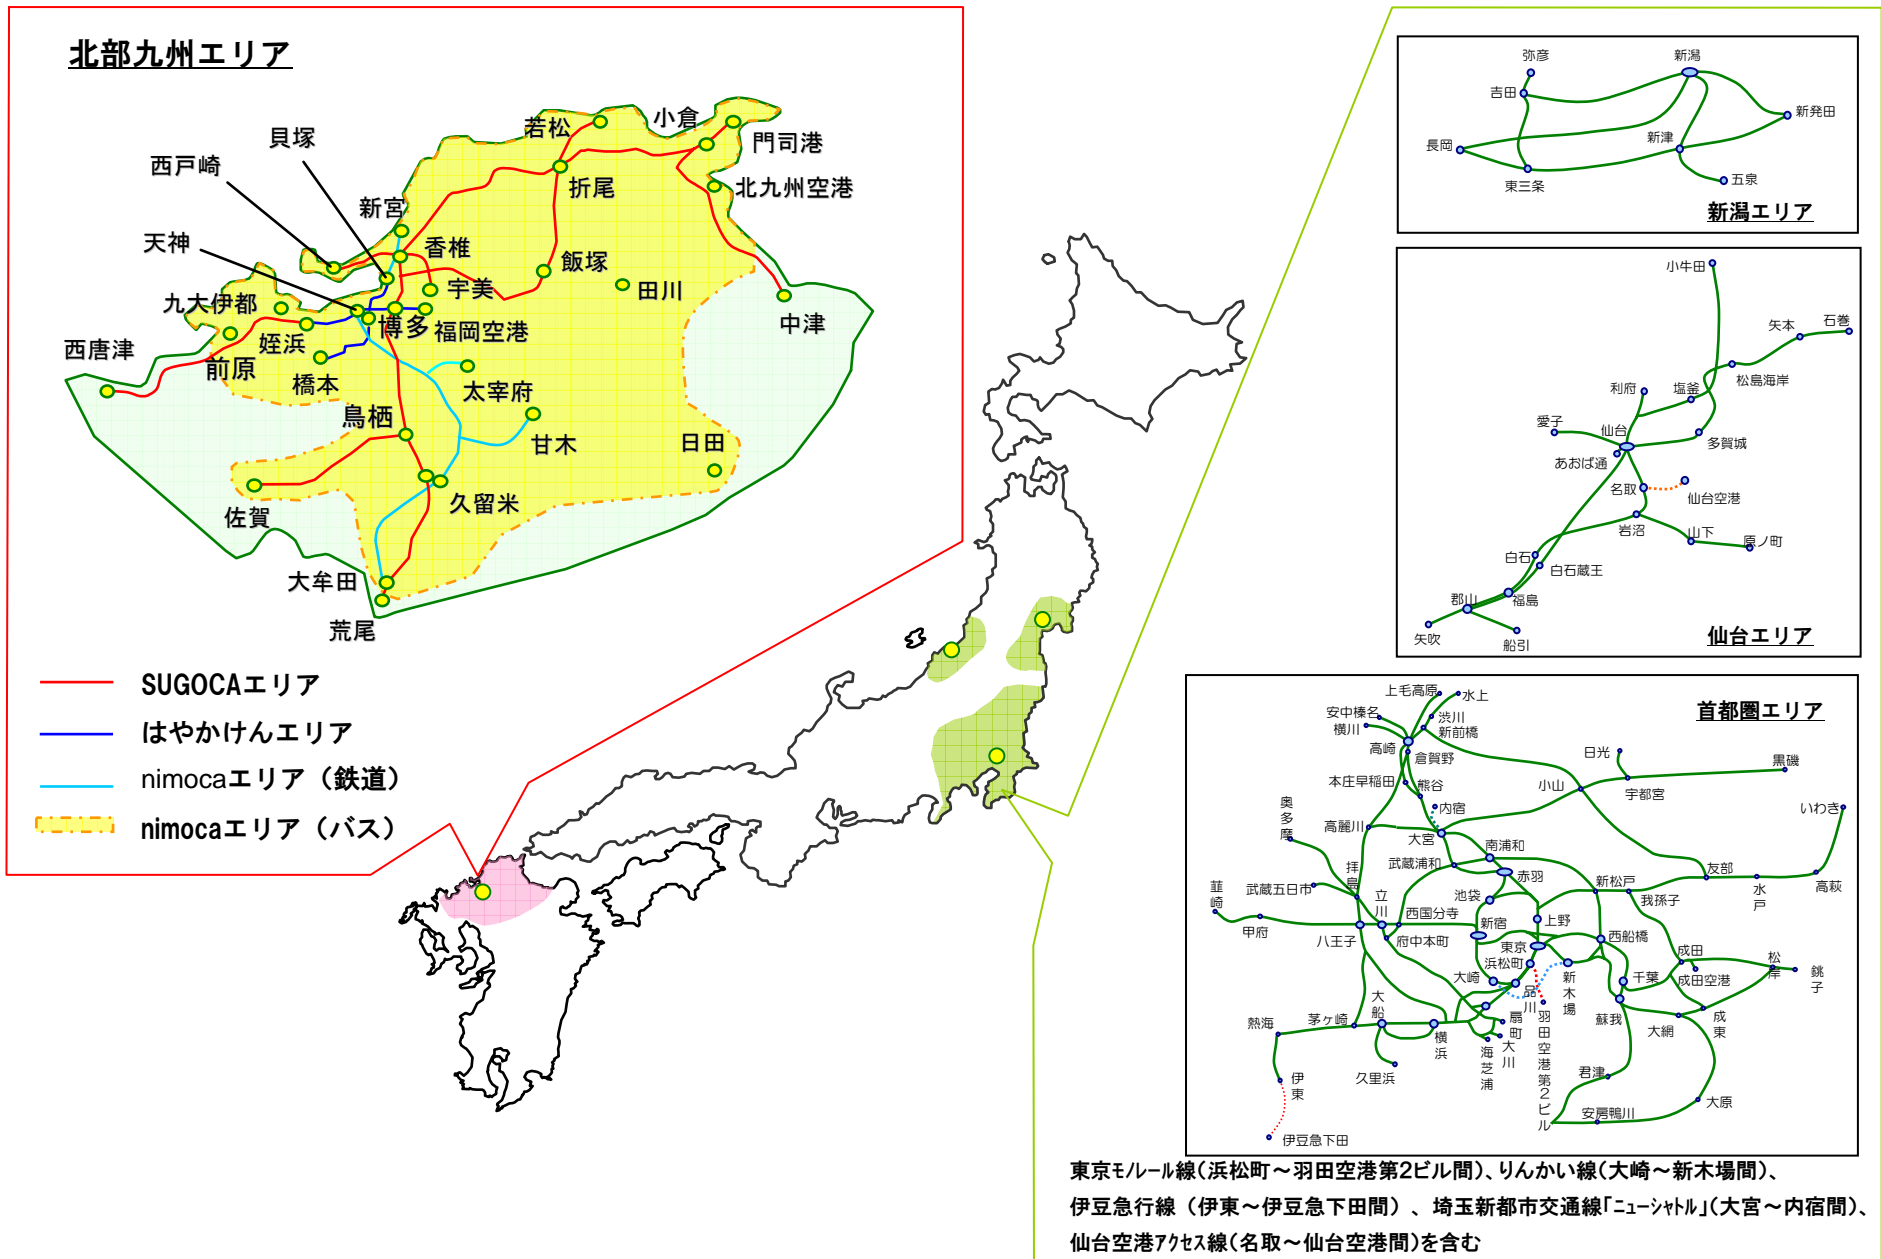 北部九州エリア
小倉
若松
門司港
貝塚
西戸崎
折尾
北九州空港
新宮
天神
香椎
飯塚
宇美
田川
九大伊都
博多
福岡空港
中津
姪浜
西唐津
前原
橋本
太宰府
鳥栖
甘木
日田
久留米
佐賀
大牟田
荒尾
SUGOCAエリア
はやかけんエリア
nimocaエリア（鉄道）
nimocaエリア（バス）
弥彦
新潟
吉田
新発田
長岡
新津
東三条
五泉
新潟エリア
小牛田
矢本
石巻
松島海岸
利府
塩釜
愛子
仙台
多賀城
あおば通
名取
仙台空港
岩沼
山下
原ノ町
白石
白石蔵王
郡山
福島
矢吹
船引
仙台エリア
首都圏エリア
上毛高原
水上
安中榛名
渋川
横川
新前橋
高崎
倉賀野
日光
黒磯
本庄早稲田
熊谷
小山
宇都宮
内宿
いわき
奥多摩
高麗川
大宮
南浦和
武蔵浦和
拝島
赤羽
友部
水戸
高萩
韮崎
武蔵五日市
立川
池袋
新松戸
我孫子
西国分寺
新宿
上野
甲府
八王子
府中本町
東京
西船橋
成田
松岸
銚子
浜松町
大崎
品川
新木場
千葉
成田空港
大船
羽田空港第2ビル
蘇我
大網
成東
熱海
茅ヶ崎
横浜
扇町
大川
海芝浦
久里浜
伊東
君津
大原
安房鴨川
伊豆急下田
東京ﾓﾉﾚｰﾙ線(浜松町～羽田空港第2ビル間)､りんかい線(大崎～新木場間)､
伊豆急行線（伊東～伊豆急下田間）、埼玉新都市交通線｢ﾆｭｰｼｬﾄﾙ｣(大宮～内宿間)､
仙台空港ｱｸｾｽ線(名取～仙台空港間)を含む